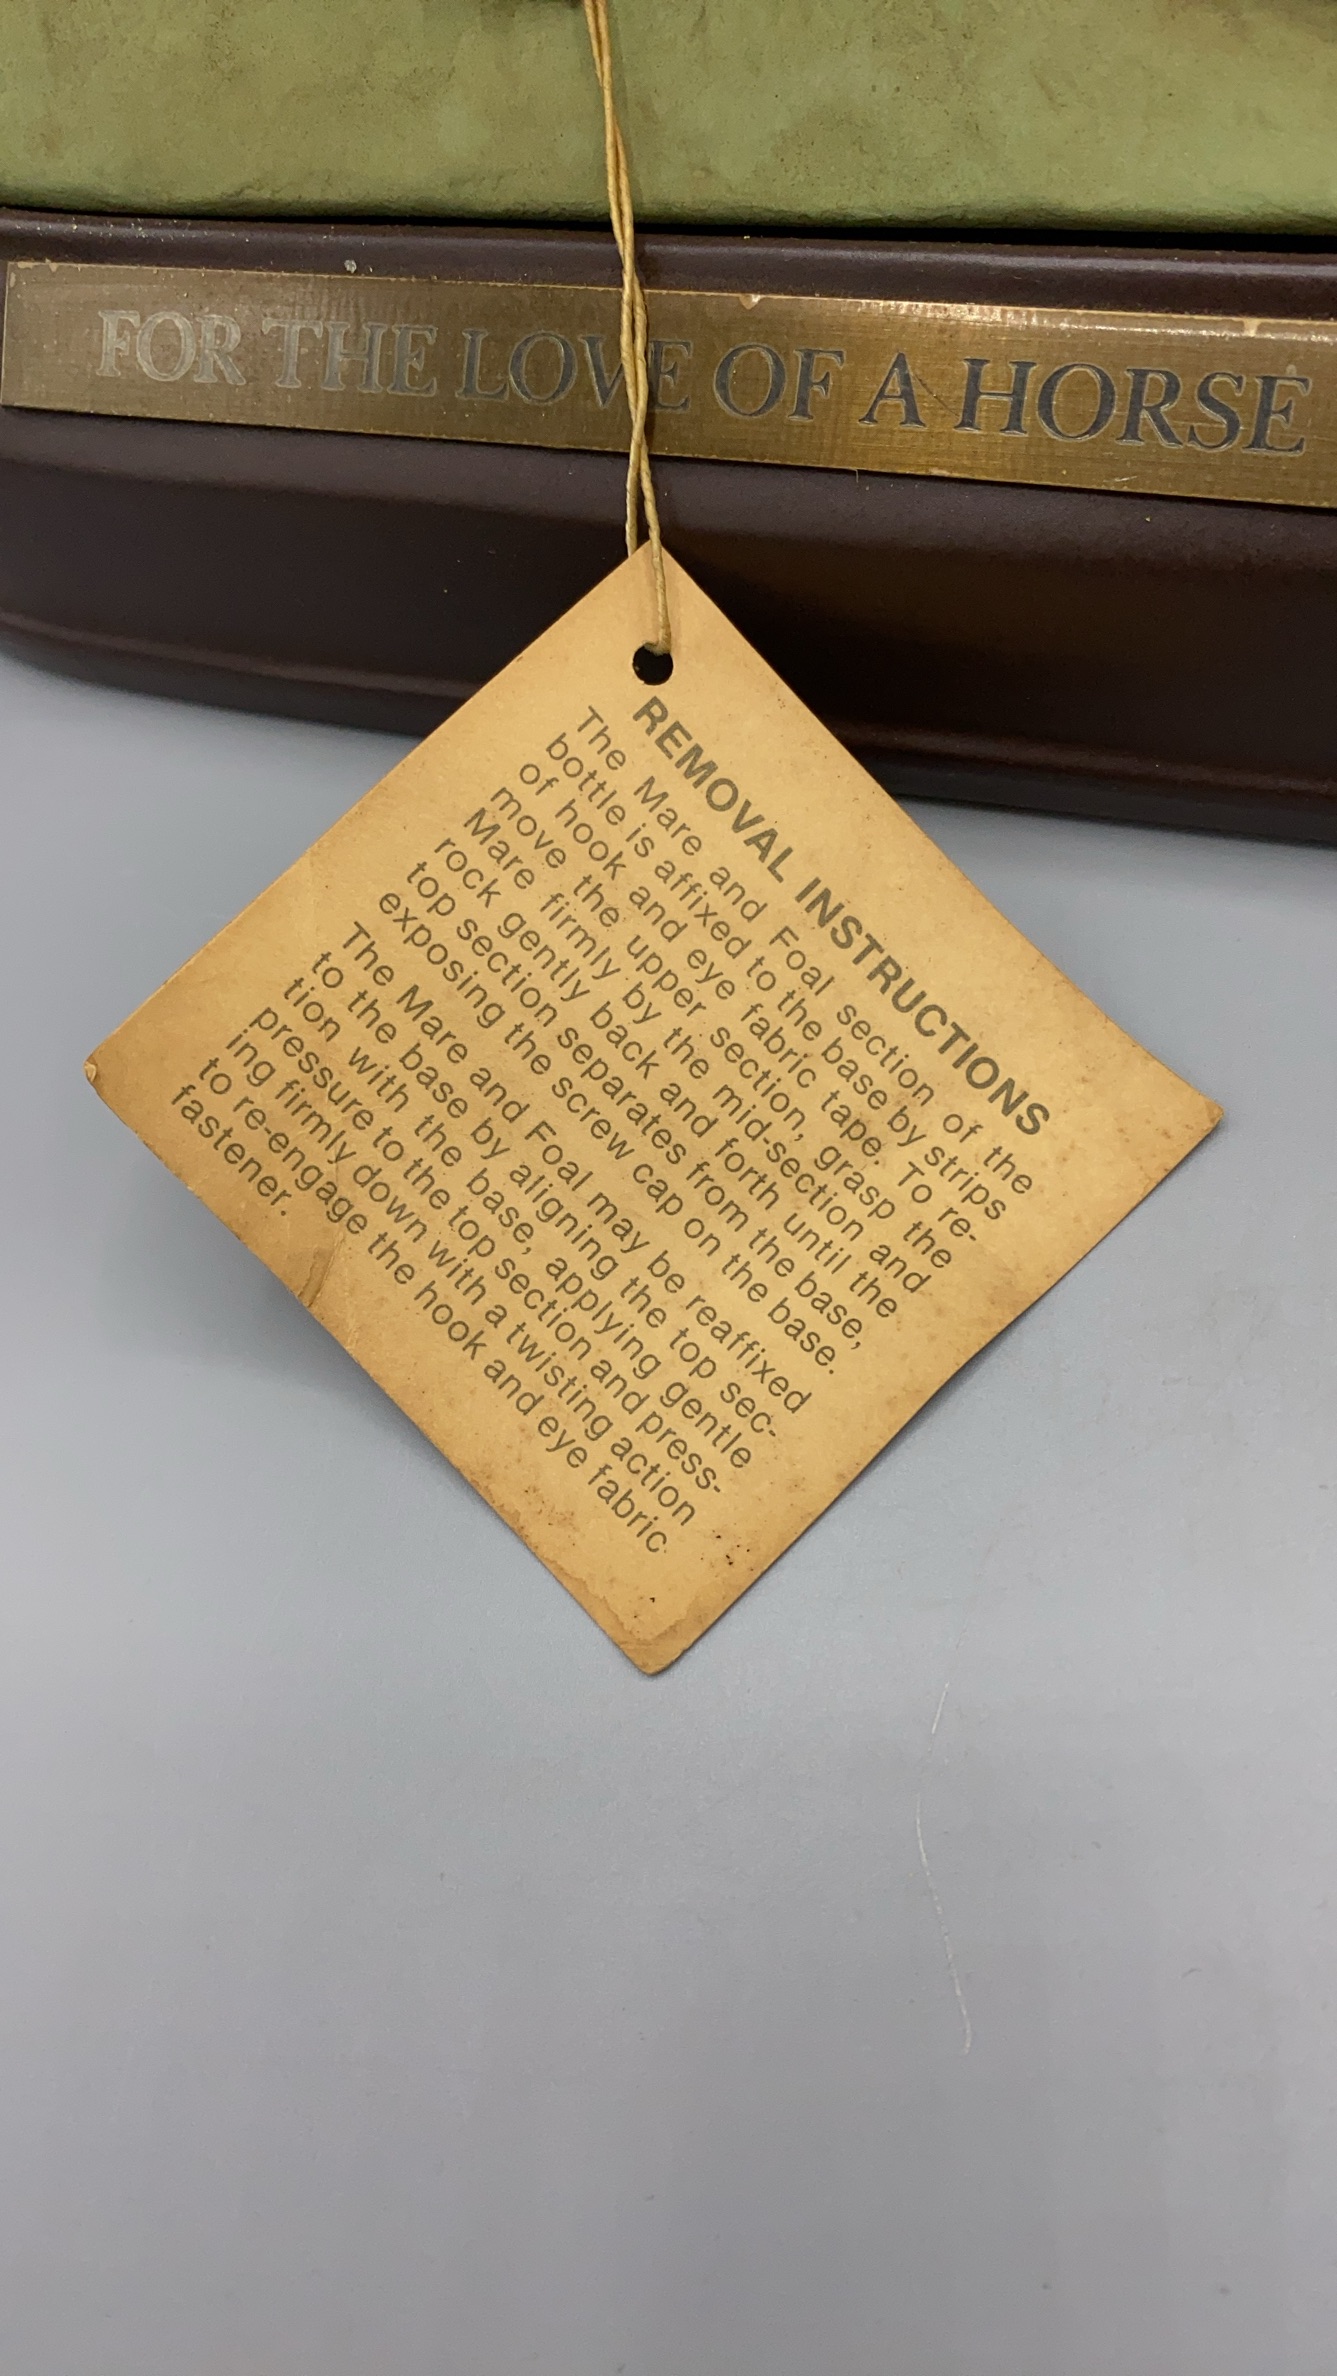 FOR THE LOVE OF A HORSE
REMOVAL INSTRUCTIONS
The Mare and Foal section of the
bottle is affixed to the base by strips
of hook and eye fabric tape. To re-
move the upper section, grasp the
Mare firmly by the mid-section and
rock gently back and forth until the
top section separates from the base,
exposing the screw cap on the base.
The Mare and Foal may be reaffixed
to the base by aligning the top sec-
tion with the base, applying gentle
pressure to the top section and press-
ing firmly down with a twisting action
to re-engage the hook and eye fabric
fastener.